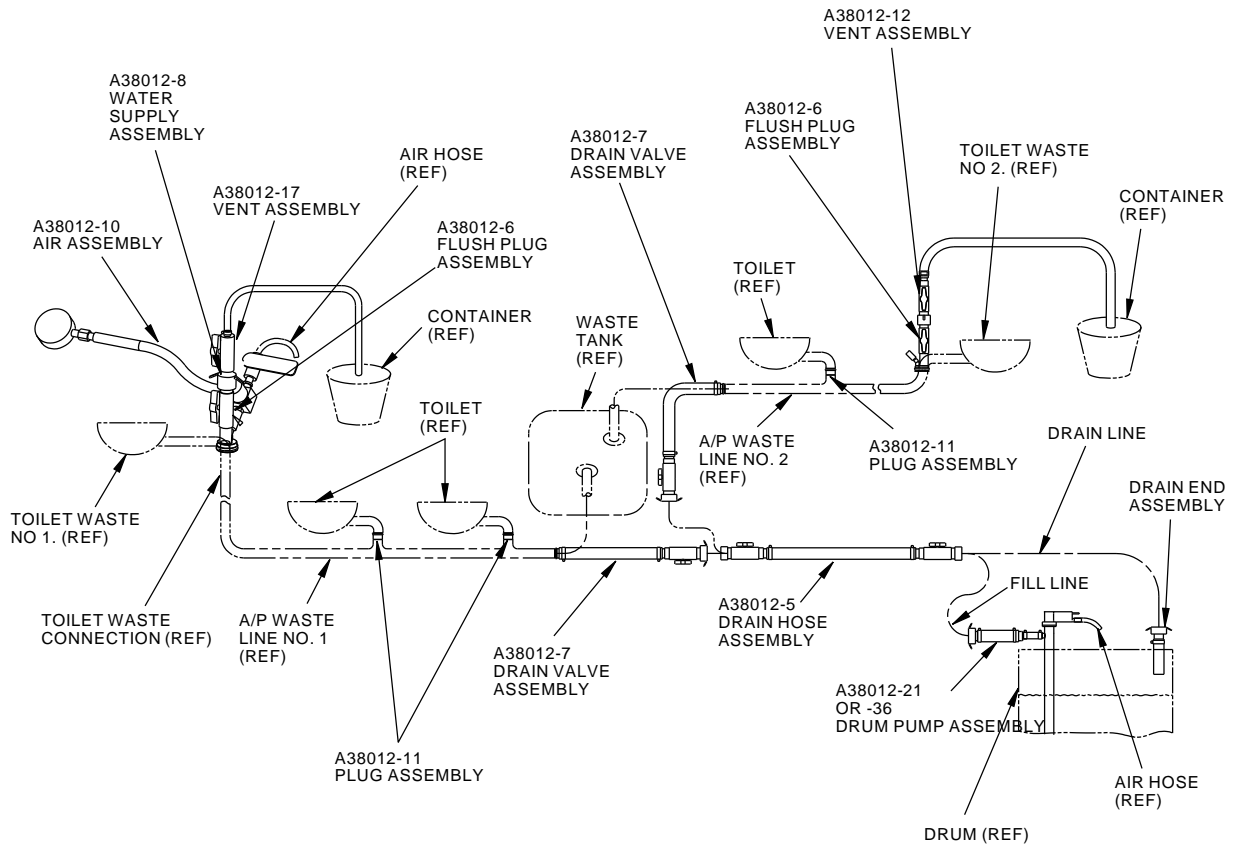 A38012-12
VENT ASSEMBLY
A38012-8
WATER
SUPPLY
ASSEMBLY
A38012-6
FLUSH PLUG
ASSEMBLY
A38012-7
DRAIN VALVE
ASSEMBLY
AIR HOSE
(REF)
TOILET WASTE
NO 2. (REF)
A38012-17
VENT ASSEMBLY
CONTAINER
(REF)
A38012-10
AIR ASSEMBLY
A38012-6
FLUSH PLUG
ASSEMBLY
TOILET
(REF)
CONTAINER
(REF)
WASTE
TANK
(REF)
TOILET
(REF)
A/P WASTE
LINE NO. 2
(REF)
A38012-11
PLUG ASSEMBLY
DRAIN LINE
DRAIN END
ASSEMBLY
TOILET WASTE
NO 1. (REF)
FILL LINE
TOILET WASTE
CONNECTION (REF)
A/P WASTE
LINE NO. 1
(REF)
A38012-5
DRAIN HOSE
ASSEMBLY
A38012-7
DRAIN VALVE
ASSEMBLY
A38012-21
OR -36
DRUM PUMP ASSEMBLY
A38012-11
PLUG ASSEMBLY
AIR HOSE
(REF)
DRUM (REF)